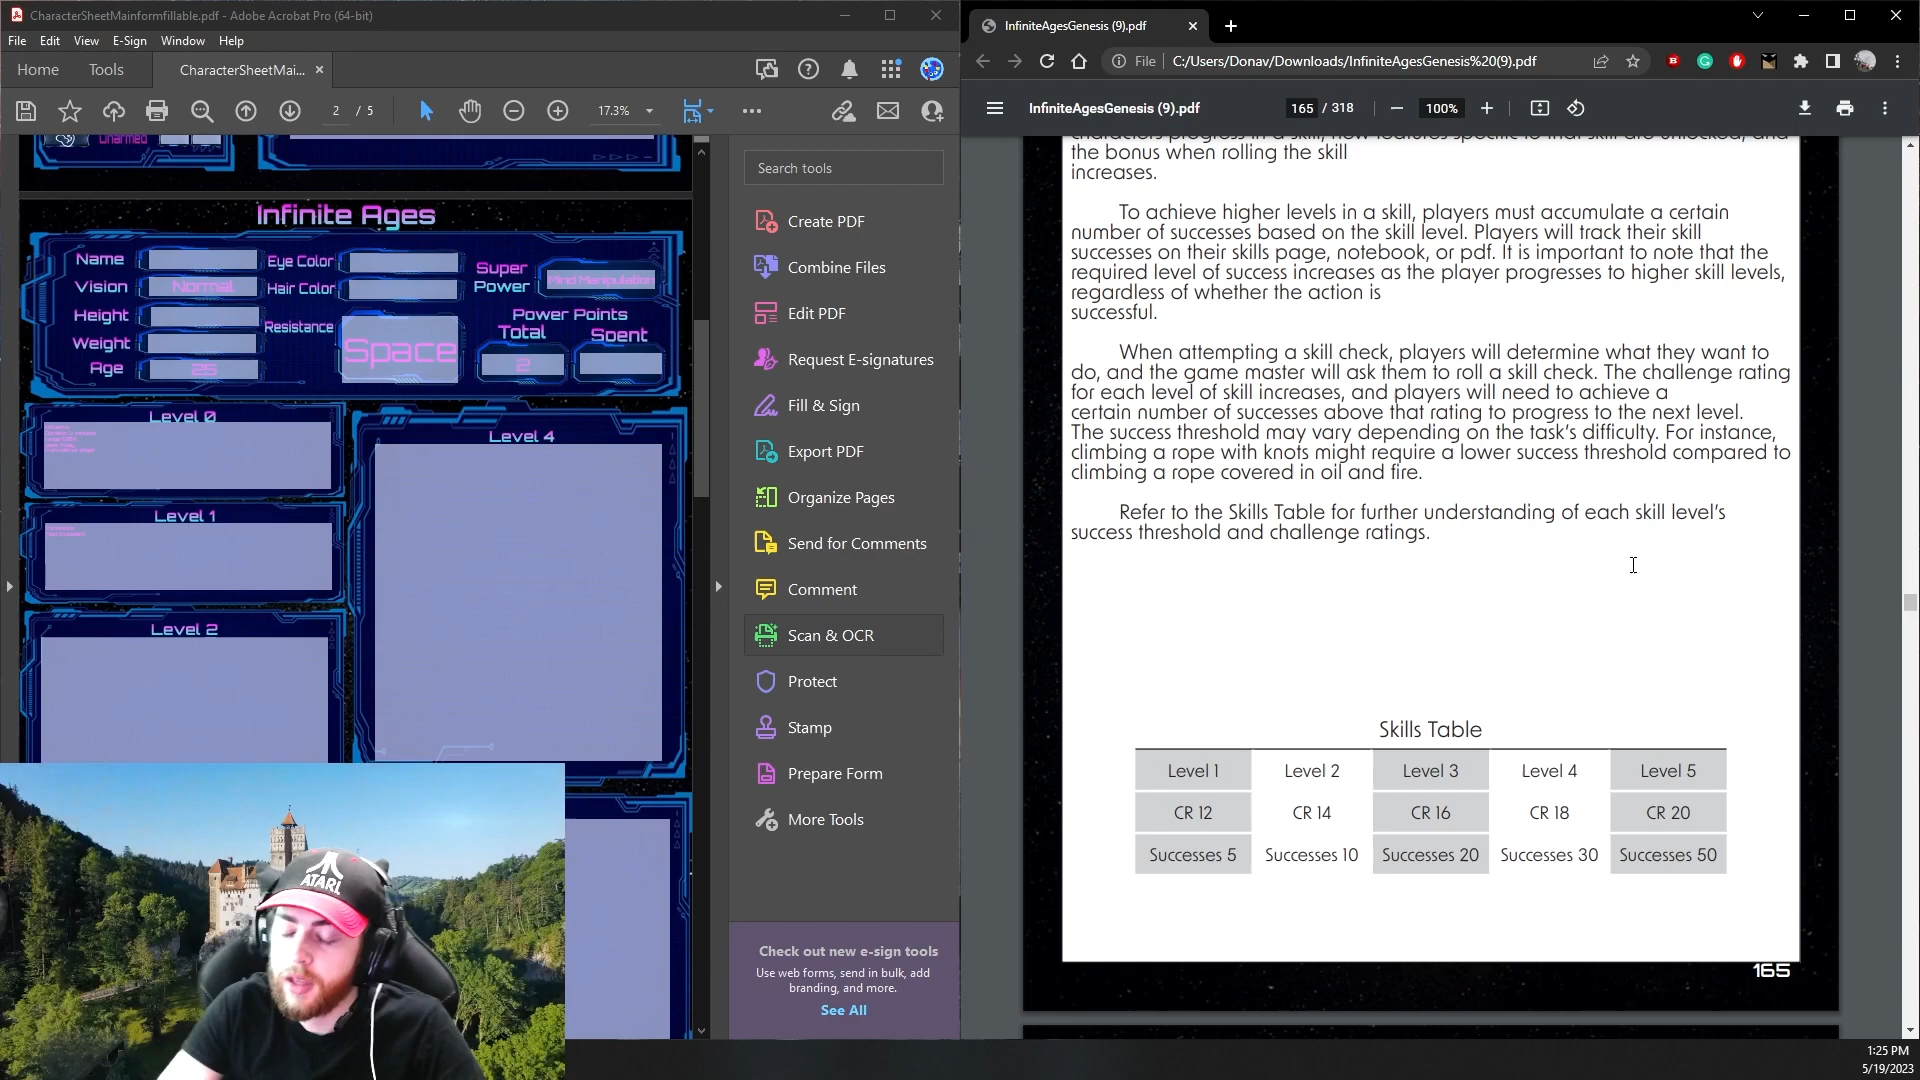 CharacterSheetMainformfillable.pdf - Adobe Acrobat Pro (64-bit)
File Edit View E-Sign Window Help
Home Tools CharacterSheetMai... ×
2 / 5 17.3%
Unarmed
Infinite Ages
Name Eye Color Super Power Mind Manipulation
Vision Normal Hair Color
Height Resistance Space Power Points
Weight Total Spent
Age 25 2
Level 0
Level 4
Level 1
Level 2
Search tools
Create PDF
Combine Files
Edit PDF
Request E-signatures
Fill & Sign
Export PDF
Organize Pages
Send for Comments
Comment
Scan & OCR
Protect
Stamp
Prepare Form
More Tools
Check out new e-sign tools
Use web forms, send in bulk, add
branding, and more.
See All
ATARI
InfiniteAgesGenesis (9).pdf
File C:/Users/Donav/Downloads/InfiniteAgesGenesis%20(9).pdf
InfiniteAgesGenesis (9).pdf 165 / 318 100%
characters progress in a skill, new features specific to that skill are unlocked, and
the bonus when rolling the skill
increases.
To achieve higher levels in a skill, players must accumulate a certain
number of successes based on the skill level. Players will track their skill
successes on their skills page, notebook, or pdf. It is important to note that the
required level of success increases as the player progresses to higher skill levels,
regardless of whether the action is
successful.
When attempting a skill check, players will determine what they want to
do, and the game master will ask them to roll a skill check. The challenge rating
for each level of skill increases, and players will need to achieve a
certain number of successes above that rating to progress to the next level.
The success threshold may vary depending on the task's difficulty. For instance,
climbing a rope with knots might require a lower success threshold compared to
climbing a rope covered in oil and fire.
Refer to the Skills Table for further understanding of each skill level's
success threshold and challenge ratings.
Skills Table
Level 1 Level 2 Level 3 Level 4 Level 5
CR 12 CR 14 CR 16 CR 18 CR 20
Successes 5 Successes 10 Successes 20 Successes 30 Successes 50
165
1:25 PM
5/19/2023